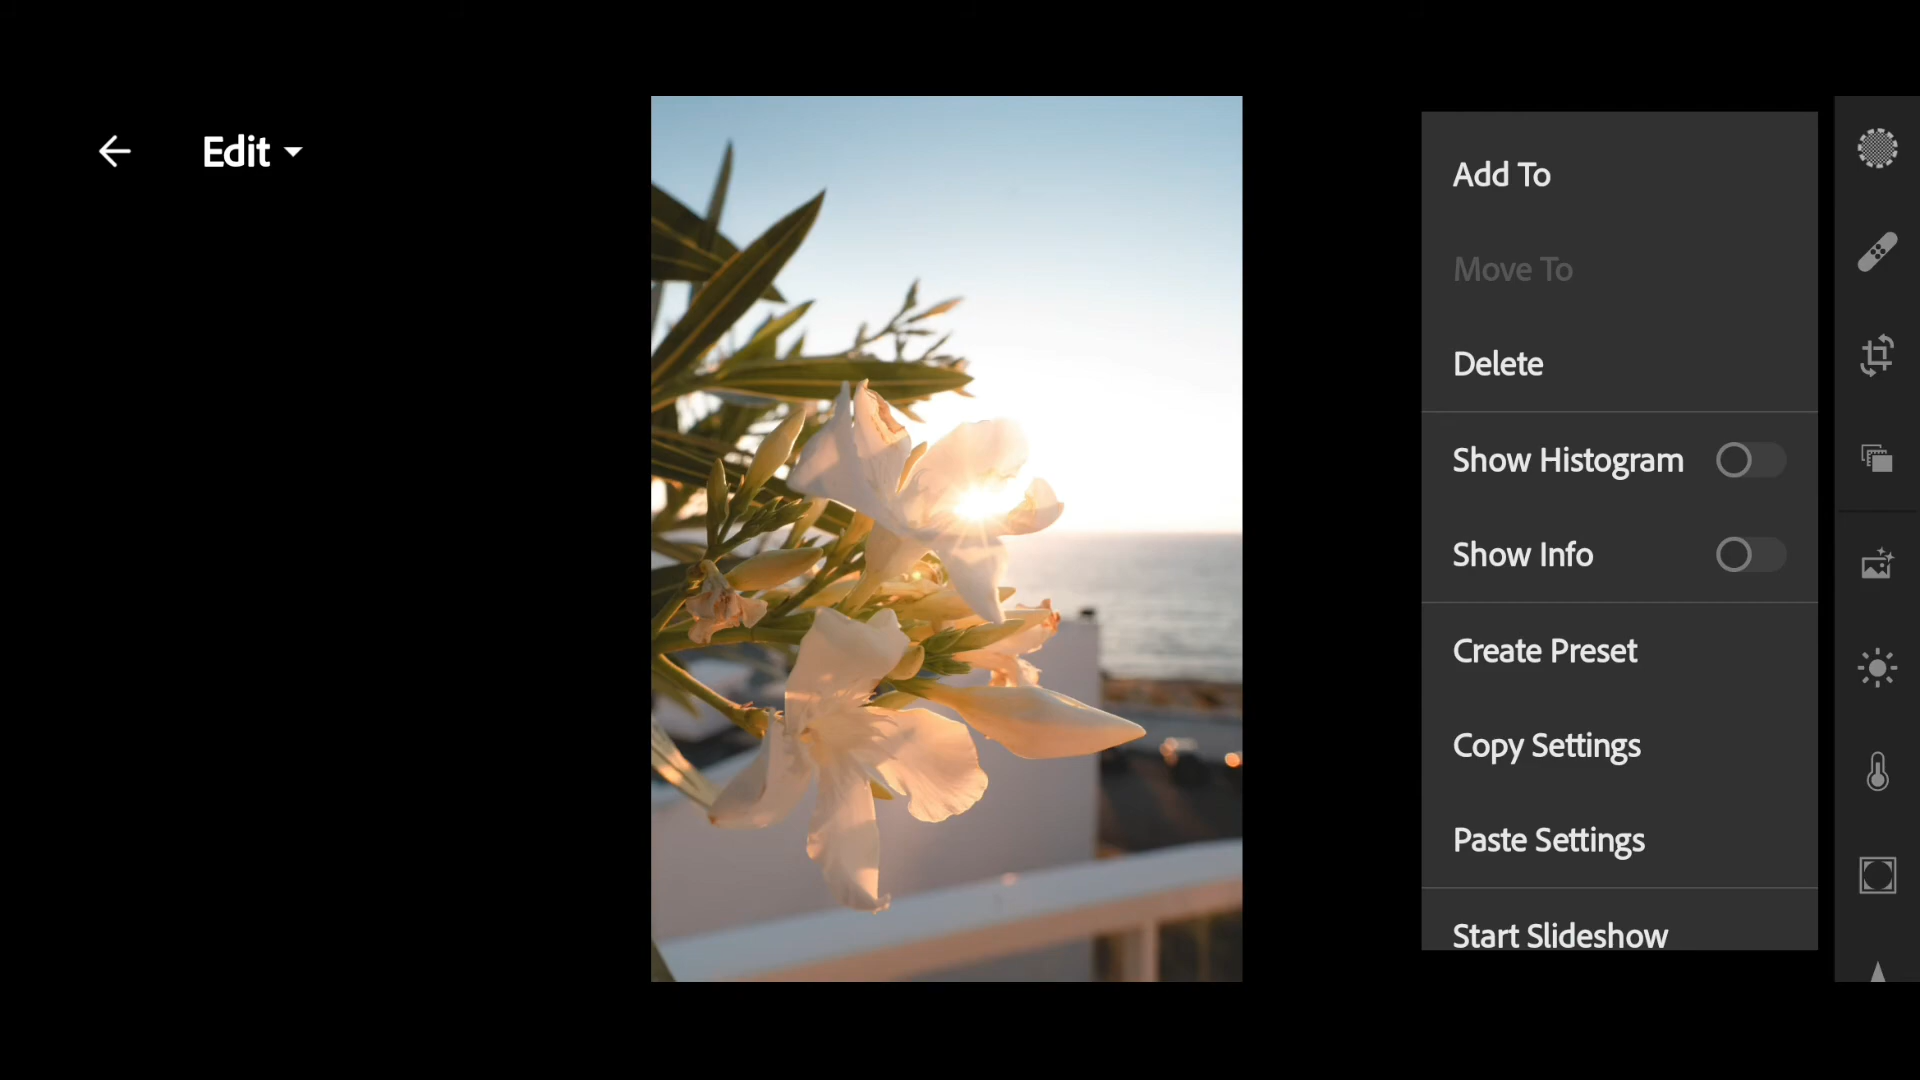 Edit
Add To
Move To
Delete
Show Histogram
Show Info
Create Preset
Copy Settings
Paste Settings
Start Slideshow